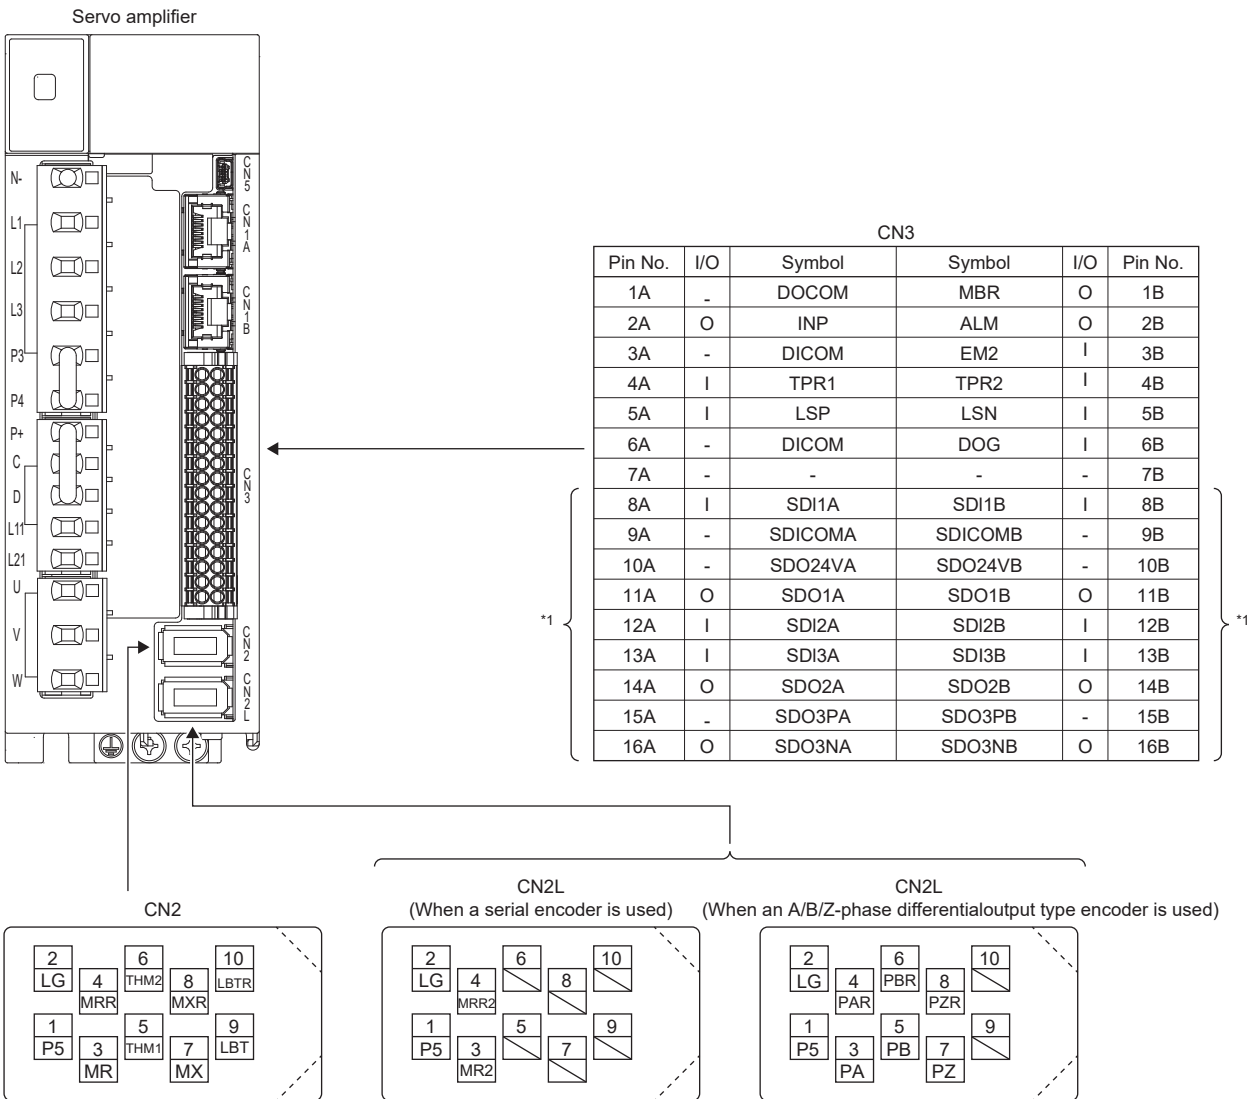 Servo amplifier
N-
L1
L2
L3
P3
P4
P+
C
D
L11
L21
U
V
W
CN5
CN1A
CN1B
CN3
CN2
CN2L
CN3
Pin No. I/O Symbol Symbol I/O Pin No.
1A - DOCOM MBR O 1B
2A O INP ALM O 2B
3A - DICOM EM2 I 3B
4A I TPR1 TPR2 I 4B
5A I LSP LSN I 5B
6A - DICOM DOG I 6B
7A - - - - 7B
8A I SDI1A SDI1B I 8B
9A - SDICOMA SDICOMB - 9B
10A - SDO24VA SDO24VB - 10B
11A O SDO1A SDO1B O 11B
*1 12A I SDI2A SDI2B I 12B *1
13A I SDI3A SDI3B I 13B
14A O SDO2A SDO2B O 14B
15A - SDO3PA SDO3PB - 15B
16A O SDO3NA SDO3NB O 16B
CN2
2 6 10
LG 4 THM2 8 LBTR
MRR MXR
1 5 9
P5 3 THM1 7 LBT
MR MX
CN2L
(When a serial encoder is used)
2 6 10
LG 4 8
MRR2
1 5 9
P5 3 7
MR2
CN2L
(When an A/B/Z-phase differentialoutput type encoder is used)
2 6 10
LG 4 PBR 8
PAR PZR
1 5 9
P5 3 PB 7
PA PZ